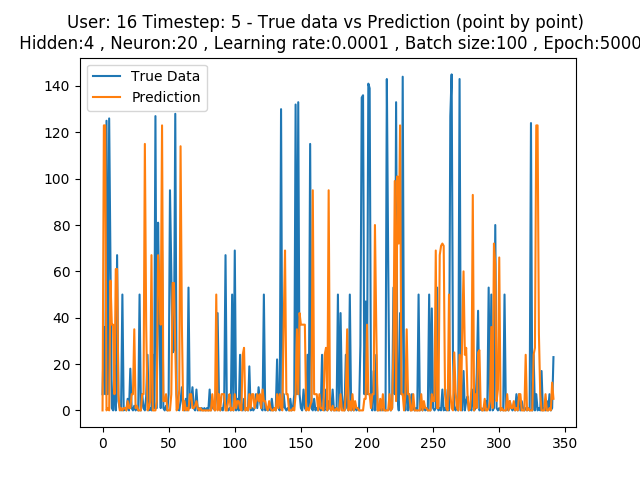 User: 16 Timestep: 5 - True data vs Prediction (point by point)
Hidden:4 , Neuron:20 , Learning rate:0.0001 , Batch size:100 , Epoch:5000
True Data
Prediction
140
120
100
80
60
40
20
0
0 50 100 150 200 250 300 350